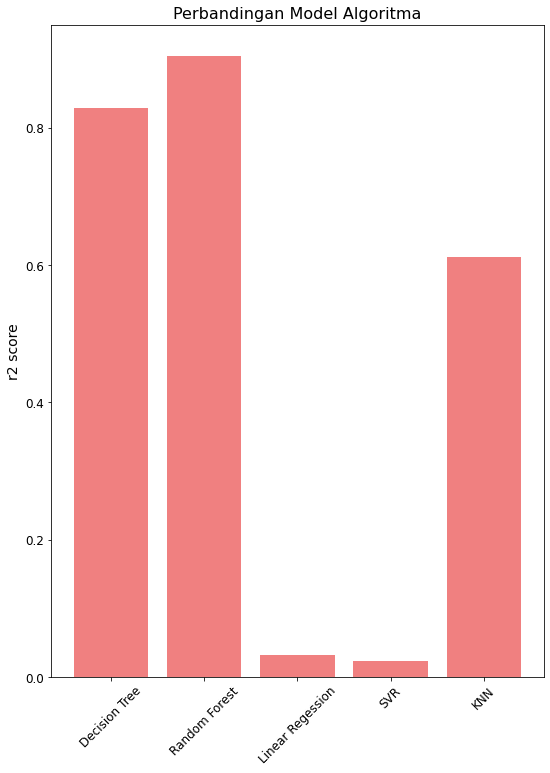 Perbandingan Model Algoritma
r2 score
0.8
0.6
0.4
0.2
0.0
Decision Tree
Random Forest
Linear Regession
SVR
KNN